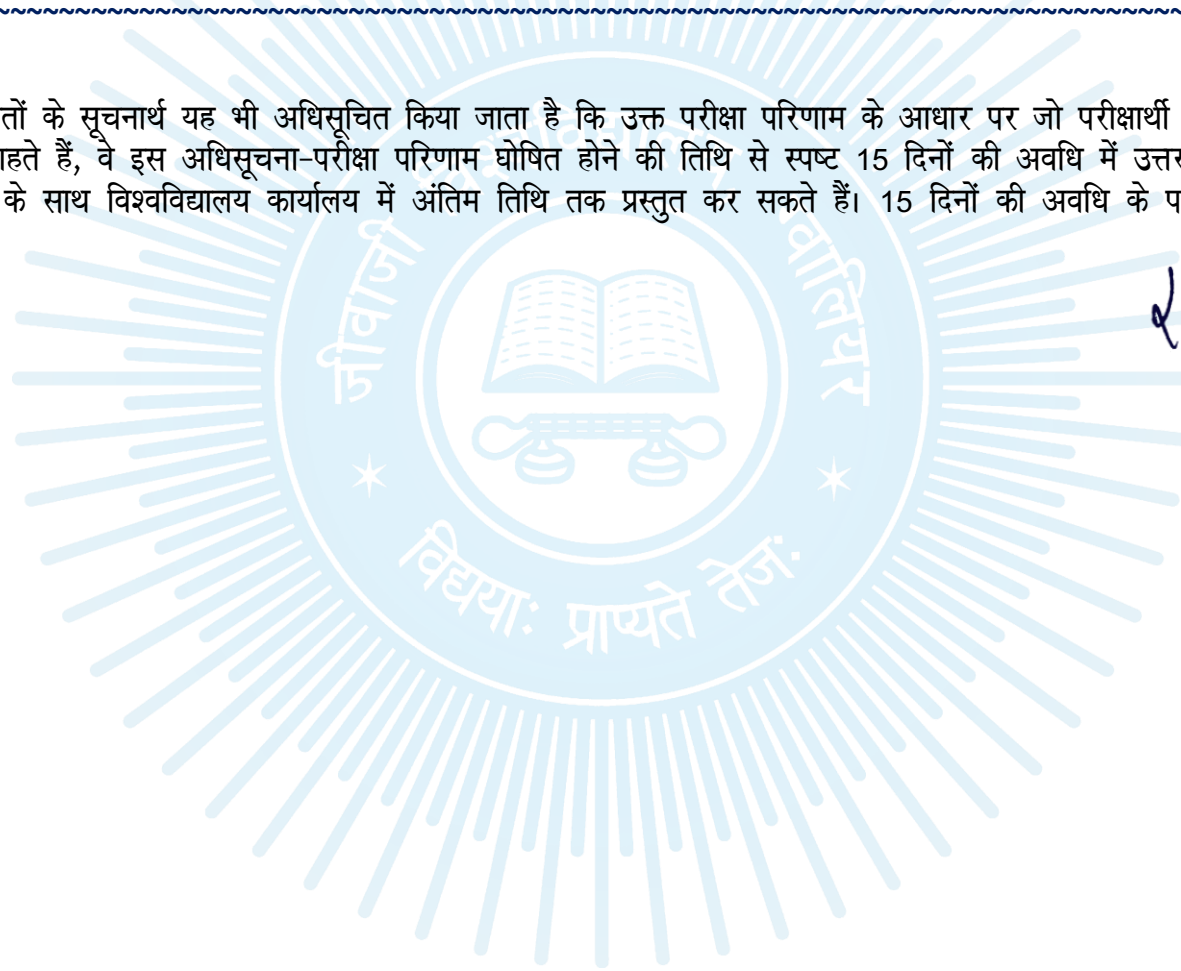 तों के सूचनार्थ यह भी अधिसूचित किया जाता है कि उक्त परीक्षा परिणाम के आधार पर जो परीक्षार्थी
ाहते हैं, वे इस अधिसूचना-परीक्षा परिणाम घोषित होने की तिथि से स्पष्ट 15 दिनों की अवधि में उत्तर
के साथ विश्वविद्यालय कार्यालय में अंतिम तिथि तक प्रस्तुत कर सकते हैं। 15 दिनों की अवधि के प
जीवाजी
विद्यया: प्राप्यते तेज: